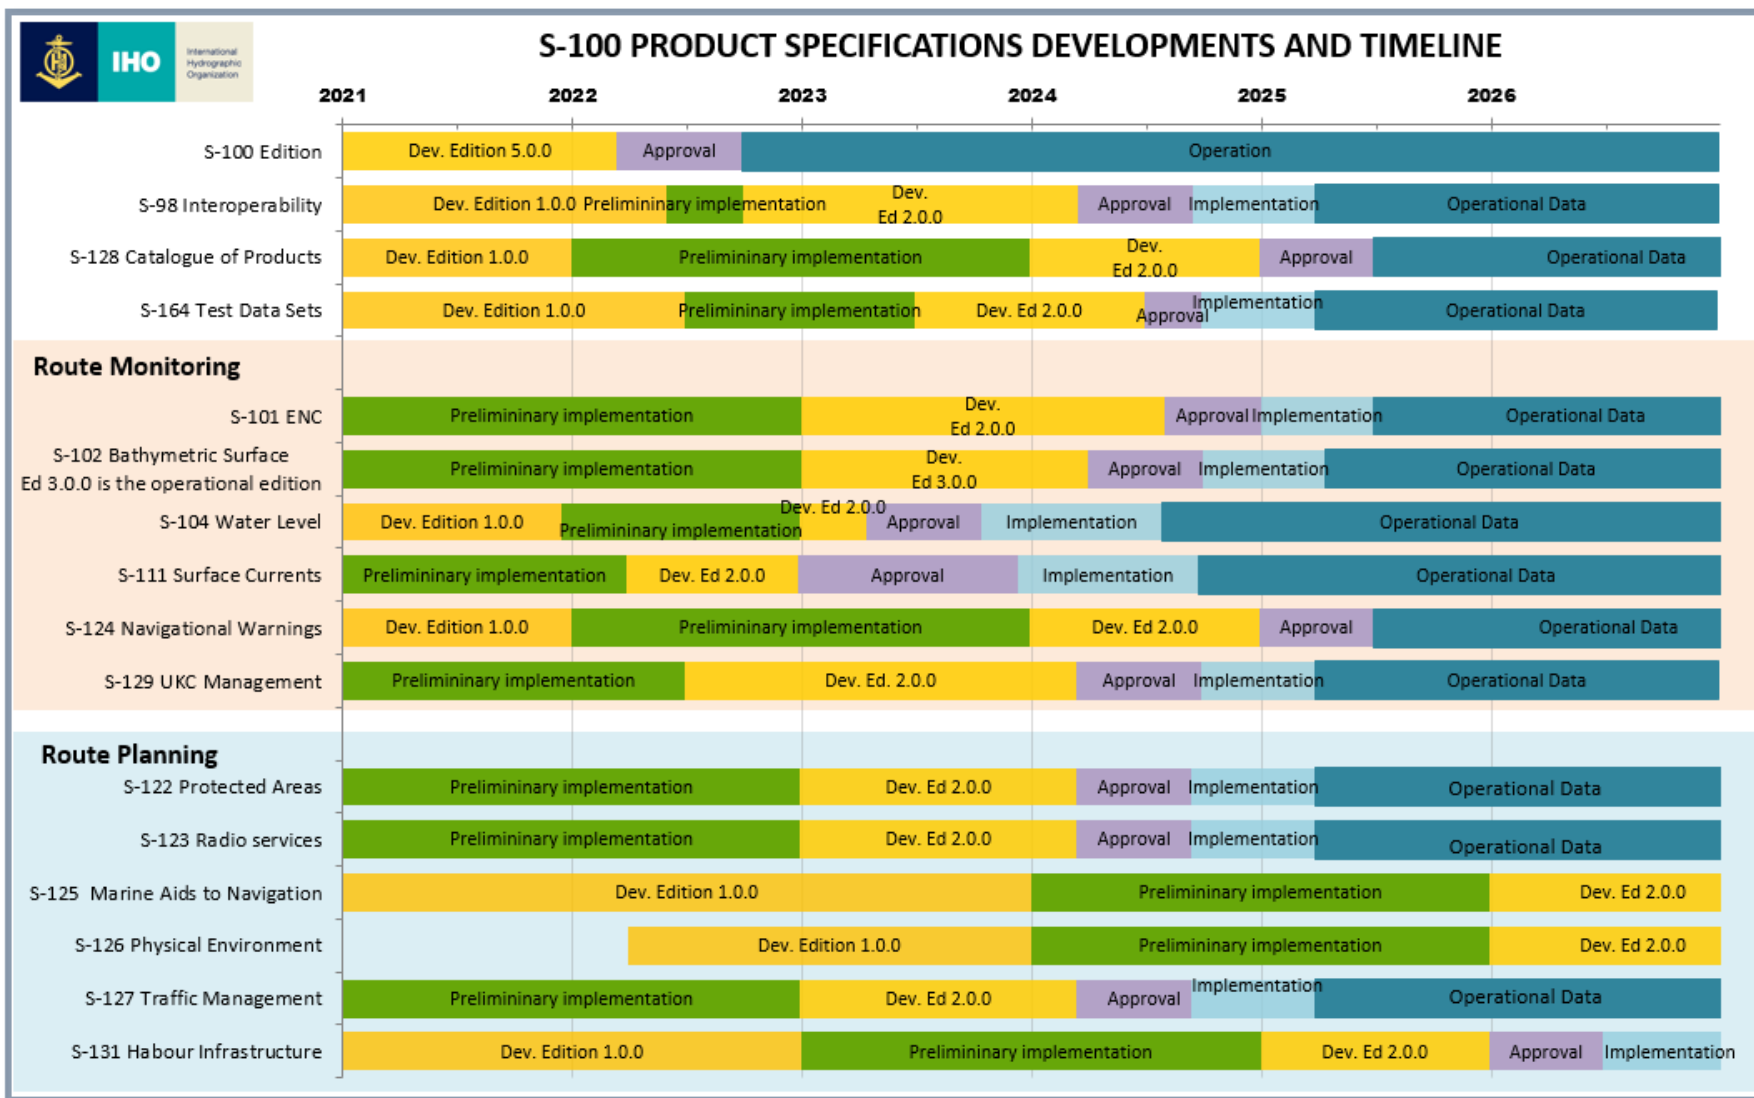 IHO
International
Hydrographic
Organization
S-100 PRODUCT SPECIFICATIONS DEVELOPMENTS AND TIMELINE
2021 2022 2023 2024 2025 2026
S-100 Edition Dev. Edition 5.0.0 Approval Operation
S-98 Interoperability Dev. Edition 1.0.0 Prelimininary implementation Dev.
Ed 2.0.0 Approval Implementation Operational Data
S-128 Catalogue of Products Dev. Edition 1.0.0 Prelimininary implementation Dev.
Ed 2.0.0 Approval Operational Data
S-164 Test Data Sets Dev. Edition 1.0.0 Prelimininary implementation Dev. Ed 2.0.0 Approval Implementation Operational Data
Route Monitoring
S-101 ENC Prelimininary implementation Dev.
Ed 2.0.0 Approval Implementation Operational Data
S-102 Bathymetric Surface
Ed 3.0.0 is the operational edition Prelimininary implementation Dev.
Ed 3.0.0 Approval Implementation Operational Data
S-104 Water Level Dev. Edition 1.0.0 Prelimininary implementation Dev. Ed 2.0.0 Approval Implementation Operational Data
S-111 Surface Currents Prelimininary implementation Dev. Ed 2.0.0 Approval Implementation Operational Data
S-124 Navigational Warnings Dev. Edition 1.0.0 Prelimininary implementation Dev. Ed 2.0.0 Approval Operational Data
S-129 UKC Management Prelimininary implementation Dev. Ed. 2.0.0 Approval Implementation Operational Data
Route Planning
S-122 Protected Areas Prelimininary implementation Dev. Ed 2.0.0 Approval Implementation Operational Data
S-123 Radio services Prelimininary implementation Dev. Ed 2.0.0 Approval Implementation Operational Data
S-125 Marine Aids to Navigation Dev. Edition 1.0.0 Prelimininary implementation Dev. Ed 2.0.0
S-126 Physical Environment Dev. Edition 1.0.0 Prelimininary implementation Dev. Ed 2.0.0
S-127 Traffic Management Prelimininary implementation Dev. Ed 2.0.0 Approval Implementation Operational Data
S-131 Habour Infrastructure Dev. Edition 1.0.0 Prelimininary implementation Dev. Ed 2.0.0 Approval Implementation